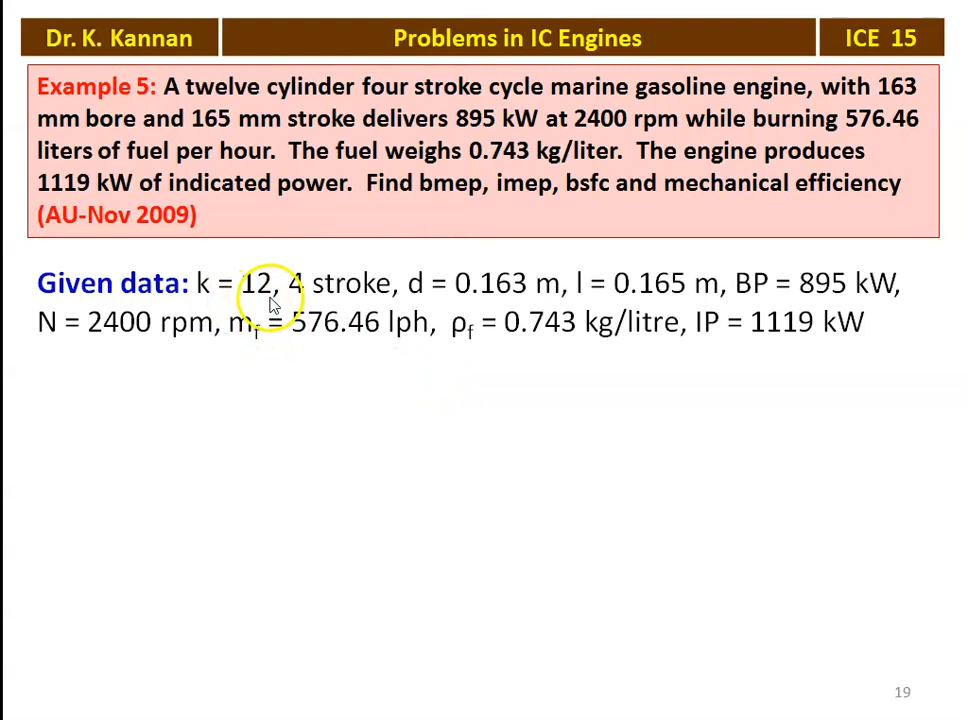 Dr. K. Kannan
Problems in IC Engines
ICE 15
Example 5: A twelve cylinder four stroke cycle marine gasoline engine, with 163
mm bore and 165 mm stroke delivers 895 kW at 2400 rpm while burning 576.46
liters of fuel per hour. The fuel weighs 0.743 kg/liter. The engine produces
1119 kW of indicated power. Find bmep, imep, bsfc and mechanical efficiency
(AU-Nov 2009)
Given data: k = 12, 4 stroke, d = 0.163 m, l = 0.165 m, BP = 895 kW,
N = 2400 rpm, mf = 576.46 lph, ρf = 0.743 kg/litre, IP = 1119 kW
19